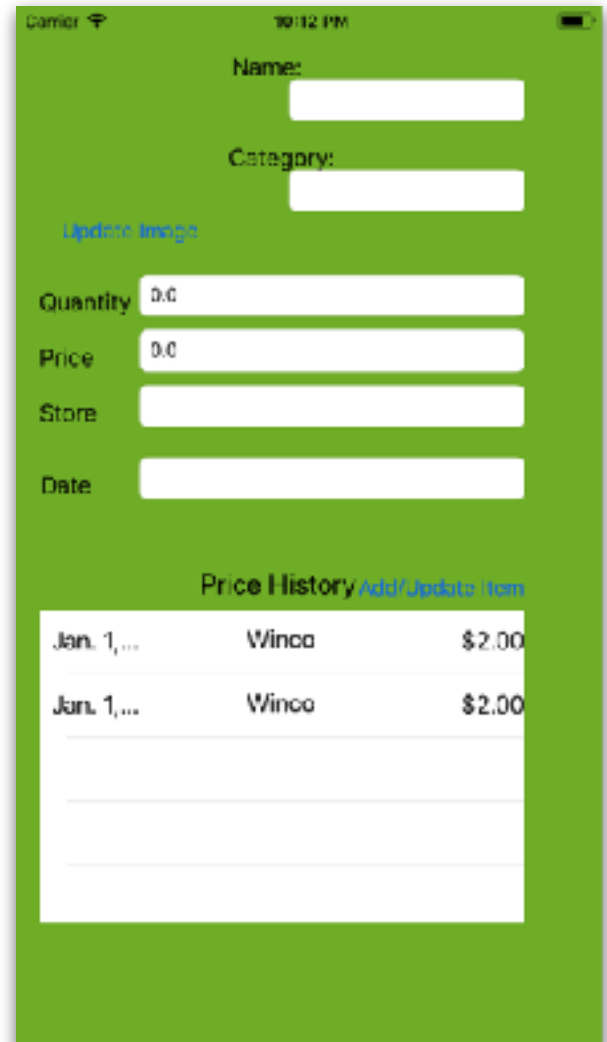 Carrier 10:12 PM
Name:
Category:
Update Image
Quantity 0.0
Price 0.0
Store
Date
Price History Add/Update Item
Jan. 1,... Winco $2.00
Jan. 1,... Winco $2.00